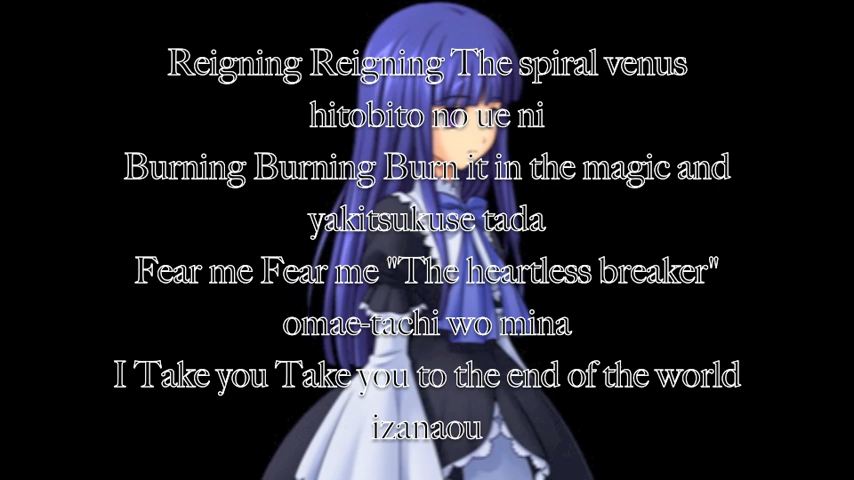 Reigning Reigning The spiral venus
hitobito no ue ni
Burning Burning Burn it in the magic and
yakitsukuse tada
Fear me Fear me "The heartless breaker"
omae-tachi wo mina
I Take you Take you to the end of the world
izanaou